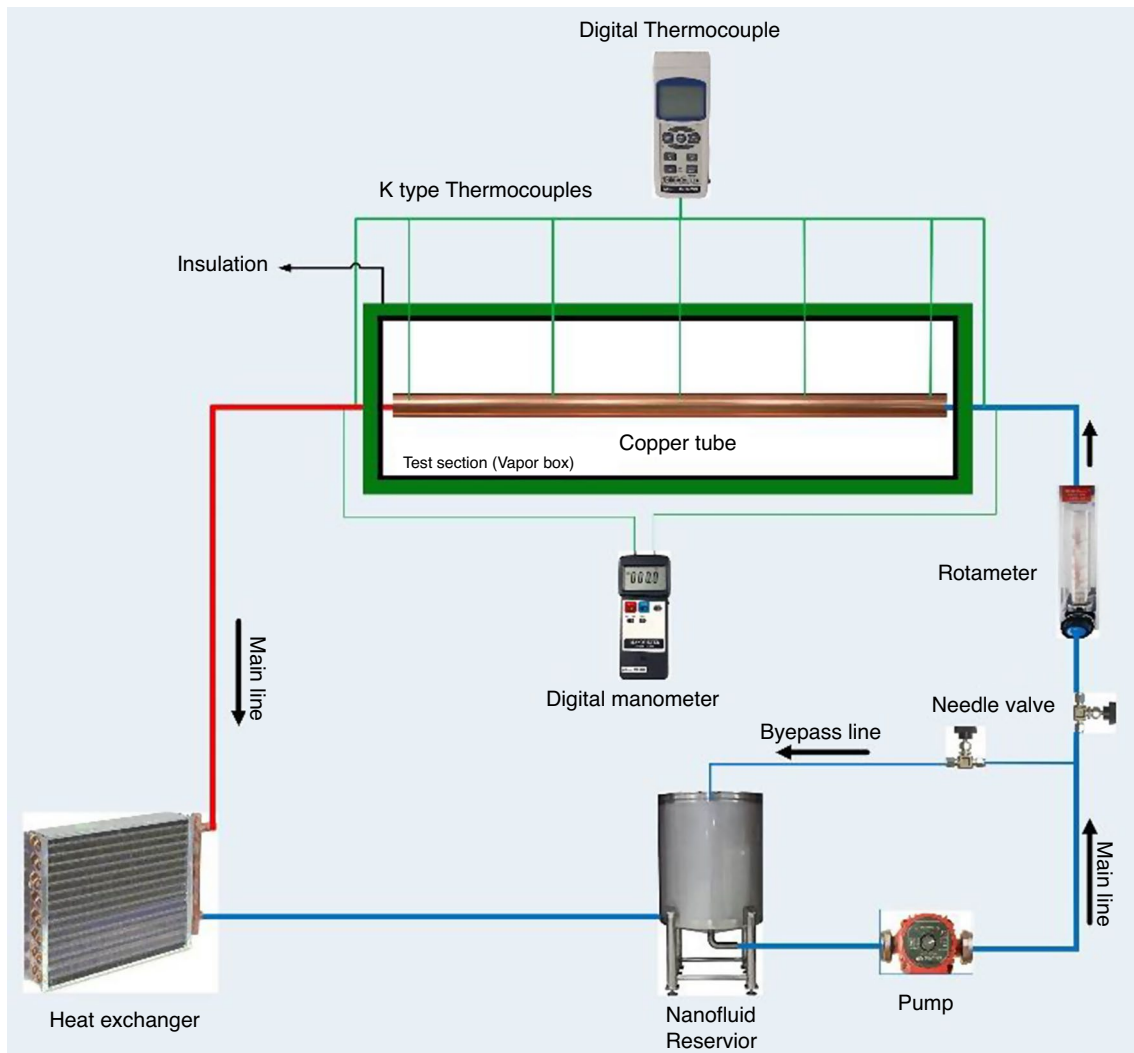 Digital Thermocouple
K type Thermocouples
Insulation
Copper tube
Test section (Vapor box)
Rotameter
Main line
Digital manometer
Needle valve
Byepass line
Main line
Heat exchanger
Nanofluid
Reservior
Pump